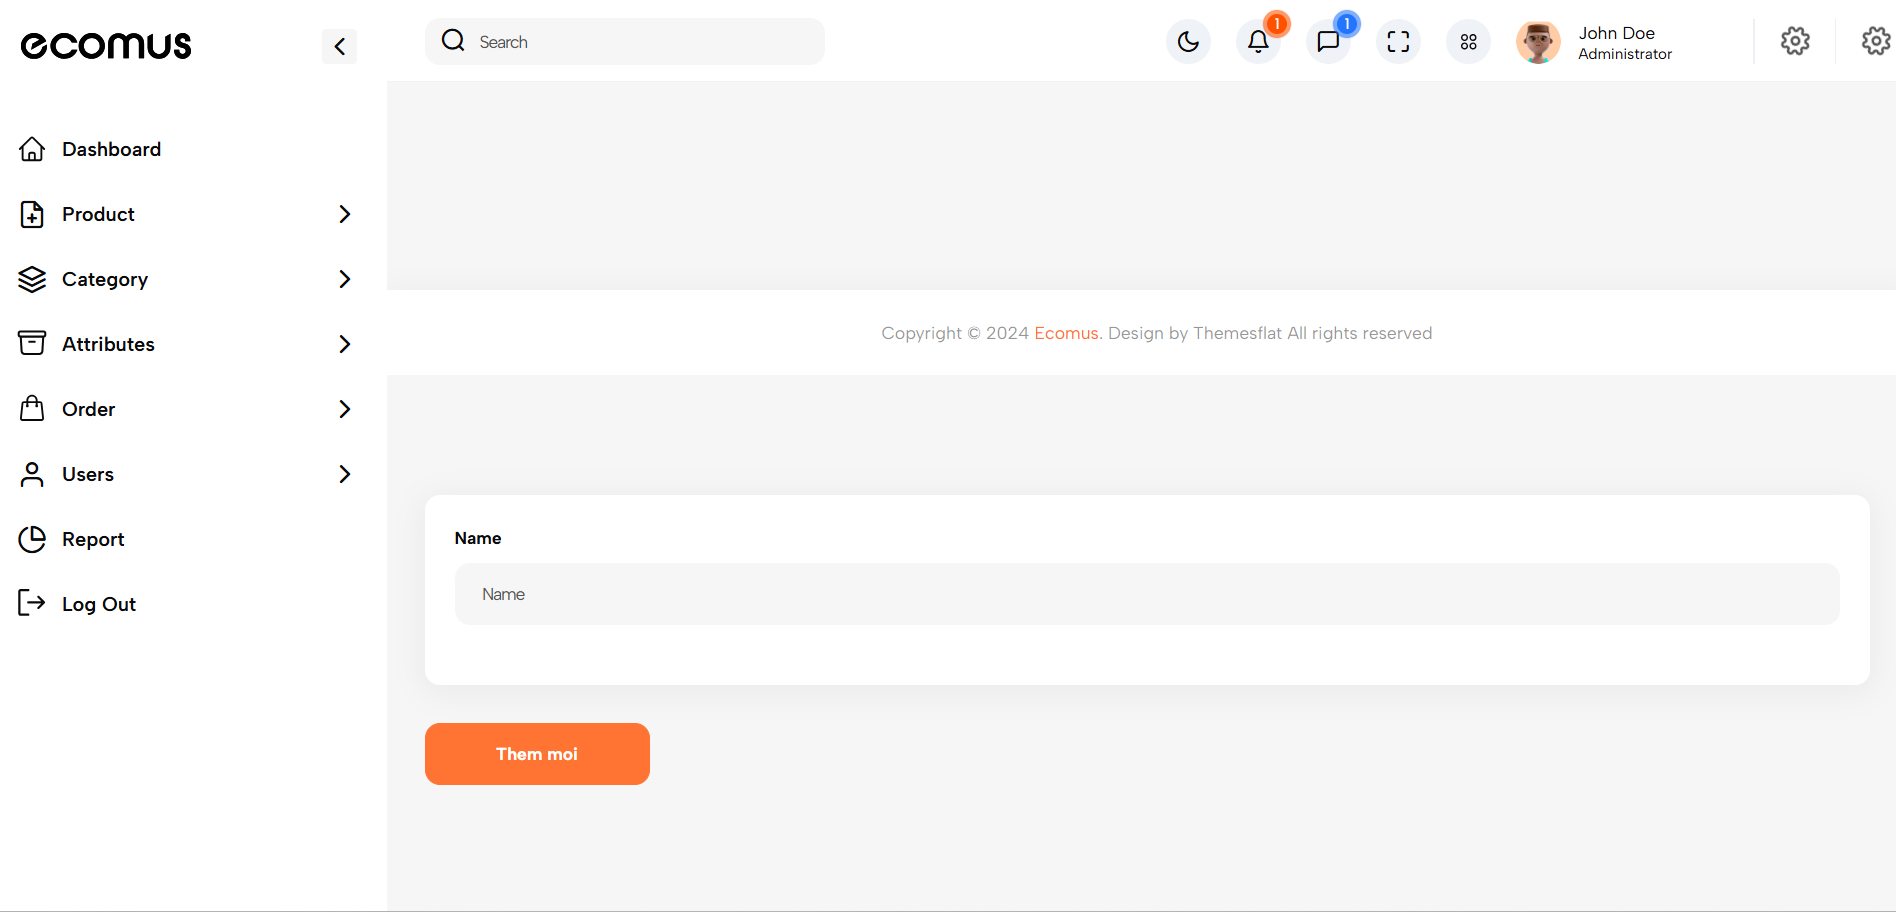 ecomus
Search
1
1
John Doe
Administrator
Dashboard
Product
Category
Attributes
Order
Users
Report
Log Out
Copyright © 2024 Ecomus. Design by Themesflat All rights reserved
Name
Name
Them moi